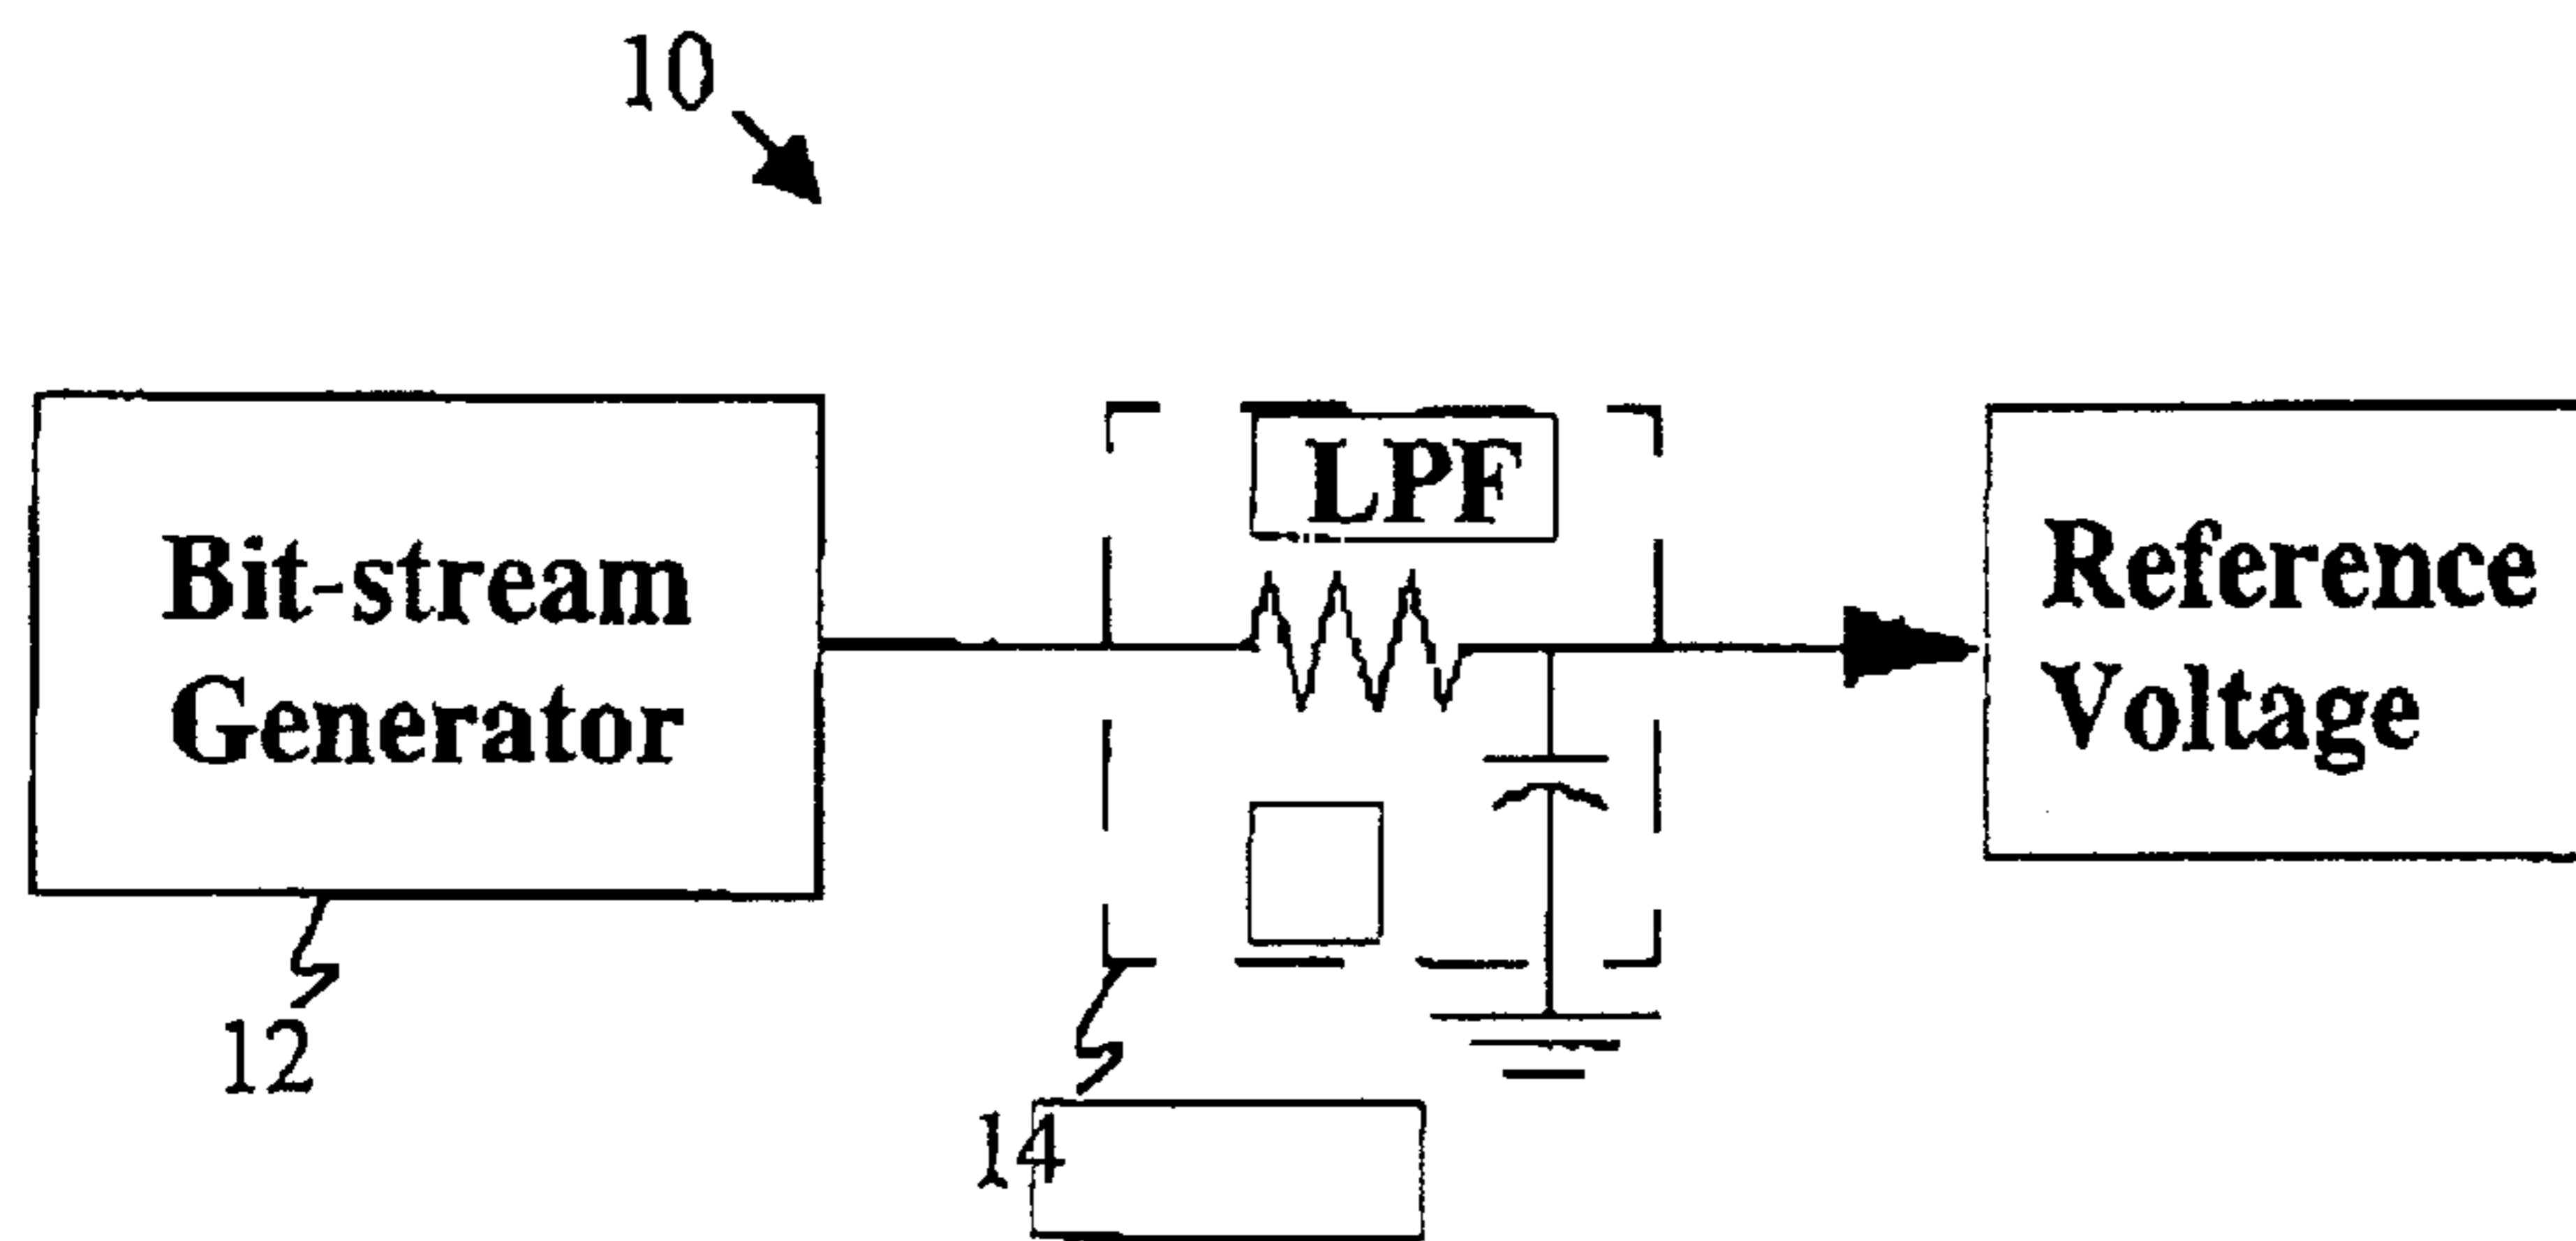 10
LPF
Bit-stream
Generator
Reference
Voltage
12
14